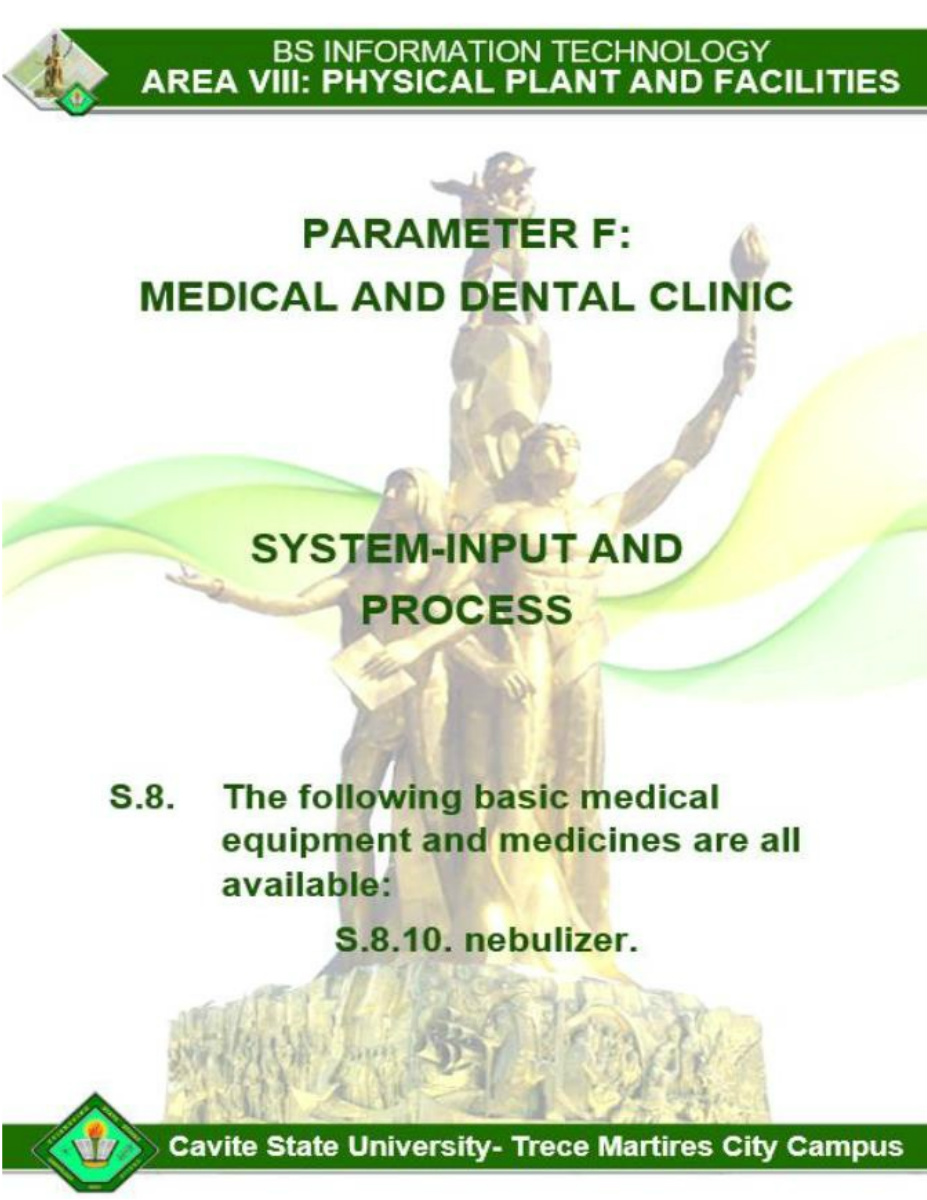 BS INFORMATION TECHNOLOGY
AREA VIII: PHYSICAL PLANT AND FACILITIES
PARAMETER F:
MEDICAL AND DENTAL CLINIC
SYSTEM-INPUT AND
PROCESS
S.8. The following basic medical
equipment and medicines are all
available:
S.8.10. nebulizer.
Cavite State University- Trece Martires City Campus